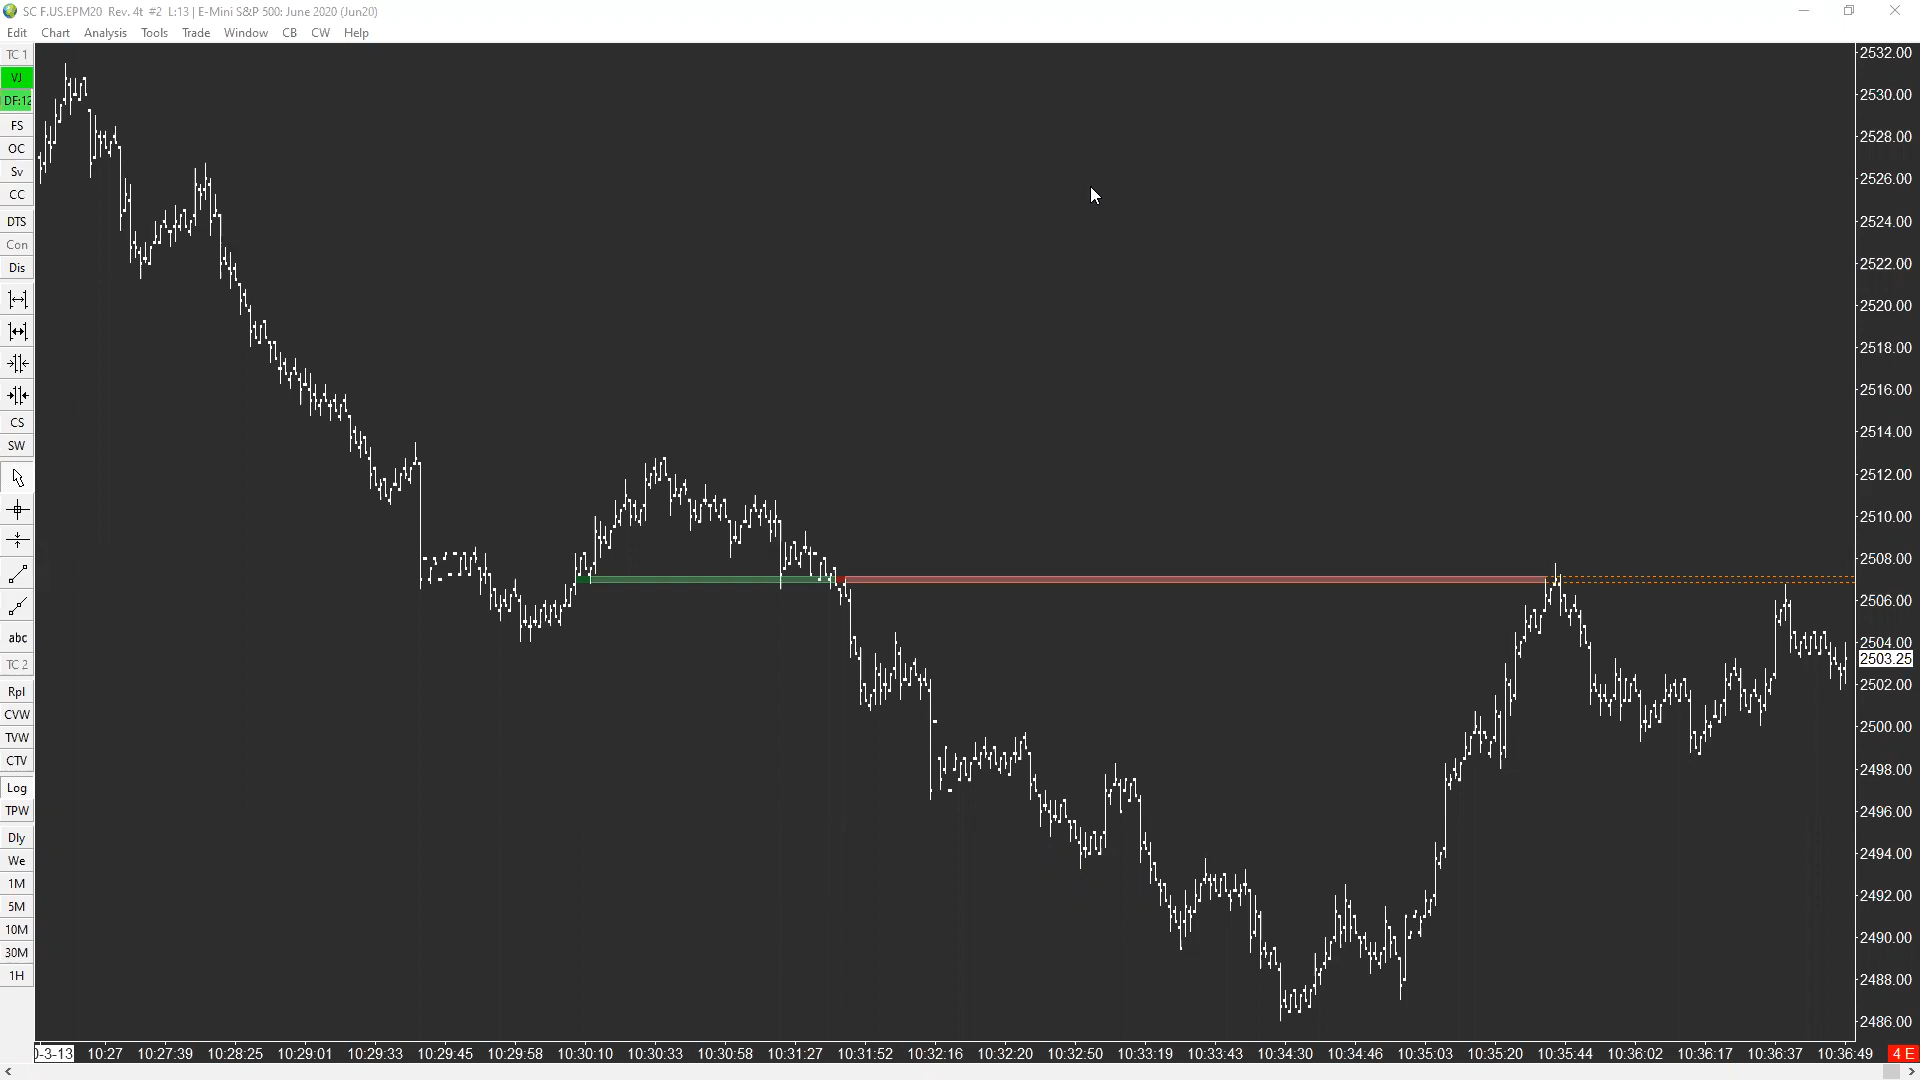 SC F.US.EPM20 Rev. 4t #2 L:13 | E-Mini S&P 500: June 2020 (Jun20)
Edit Chart Analysis Tools Trade Window CB CW Help
TC 1
VJ
DF:12
FS
OC
Sv
CC
DTS
Con
Dis
CS
SW
abc
TC 2
Rpl
CVW
TVW
CTV
Log
TPW
Dly
We
1M
5M
10M
30M
1H
2532.00
2530.00
2528.00
2526.00
2524.00
2522.00
2520.00
2518.00
2516.00
2514.00
2512.00
2510.00
2508.00
2506.00
2504.00
2503.25
2502.00
2500.00
2498.00
2496.00
2494.00
2492.00
2490.00
2488.00
2486.00
0-3-13 10:27 10:27:39 10:28:25 10:29:01 10:29:33 10:29:45 10:29:58 10:30:10 10:30:33 10:30:58 10:31:27 10:31:52 10:32:16 10:32:20 10:32:50 10:33:19 10:33:43 10:34:30 10:34:46 10:35:03 10:35:20 10:35:44 10:36:02 10:36:17 10:36:37 10:36:49 4 E